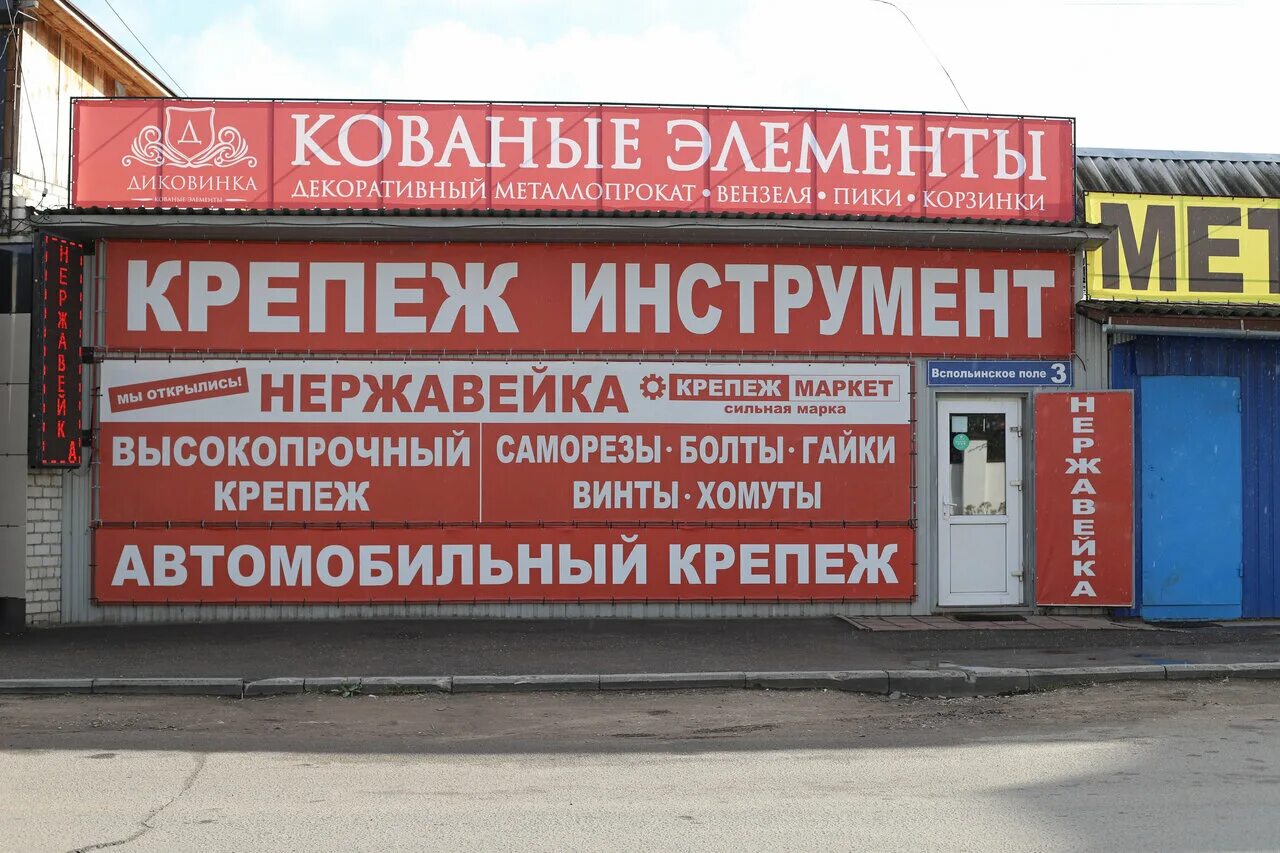 Д
ДИКОВИНКА
КОВАНЫЕ ЭЛЕМЕНТЫ
КОВАНЫЕ ЭЛЕМЕНТЫ
ДЕКОРАТИВНЫЙ МЕТАЛЛОПРОКАТ • ВЕНЗЕЛЯ • ПИКИ • КОРЗИНКИ
МЕТ
КРЕПЕЖ ИНСТРУМЕНТ
НЕРЖАВЕЙКА
МЫ ОТКРЫЛИСЬ! НЕРЖАВЕЙКА КРЕПЕЖ МАРКЕТ
сильная марка
Вспольинское поле 3
ВЫСОКОПРОЧНЫЙ
КРЕПЕЖ
САМОРЕЗЫ · БОЛТЫ · ГАЙКИ
ВИНТЫ · ХОМУТЫ
НЕРЖАВЕЙКА
АВТОМОБИЛЬНЫЙ КРЕПЕЖ